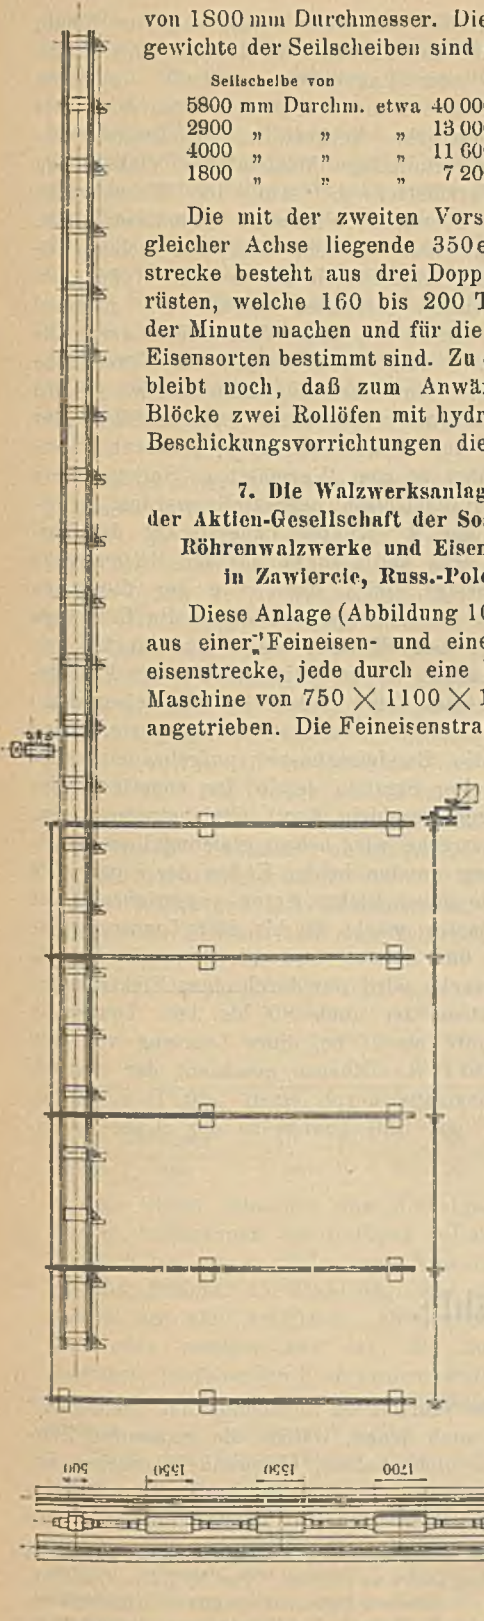 von 1800 mm Durchmesser. Die
gewichte der Seilscheiben sind
Seilscheibe von
5800 mm Durchm. etwa 40 00
2900 „ „ „ 13 00
4000 „ „ „ 11 60
1800 „ „ „ 7 20
Die mit der zweiten Vors
gleicher Achse liegende 350 e
strecke besteht aus drei Dopp
rüsten, welche 160 bis 200 T
der Minute machen und für die
Eisensorten bestimmt sind. Zu
bleibt noch, daß zum Anwä
Blöcke zwei Rollöfen mit hydr
Beschickungsvorrichtungen die
7. Die Walzwerksanlag
der Aktien-Gesellschaft der So
Röhrenwalzwerke und Eisen
in Zawiercie, Russ.-Pol
Diese Anlage (Abbildung 1
aus einer Feineisen- und eine
eisenstrecke, jede durch eine
Maschine von 750 × 1100 × 1
angetrieben. Die Feineisenstra
500
1700